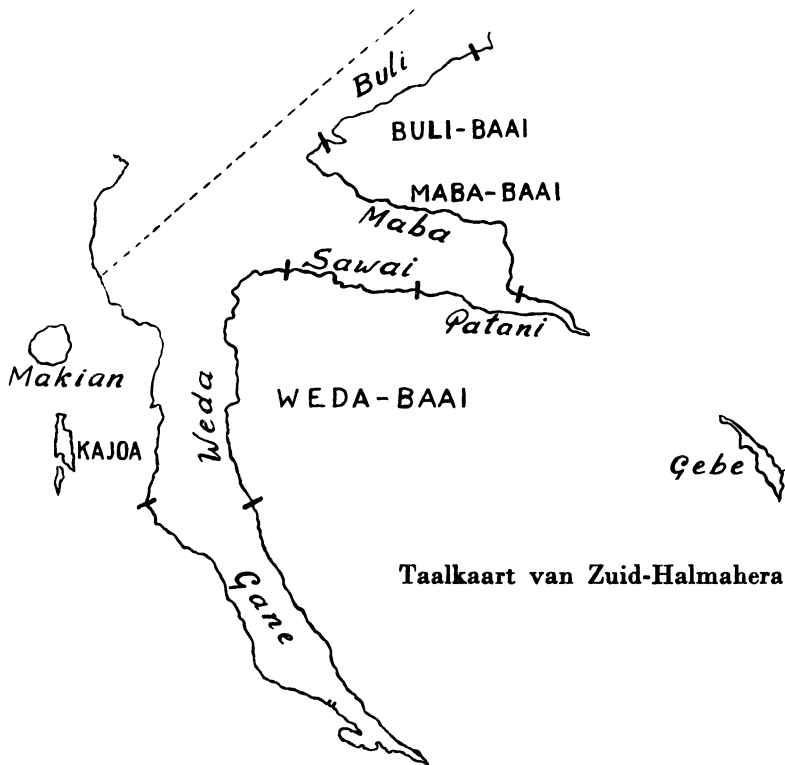 Buli
BULI-BAAI
MABA-BAAI
Maba
Sawai
Patani
Makian
Weda
WEDA-BAAI
KAJOA
Gebe
Taalkaart van Zuid-Halmahera
Gane